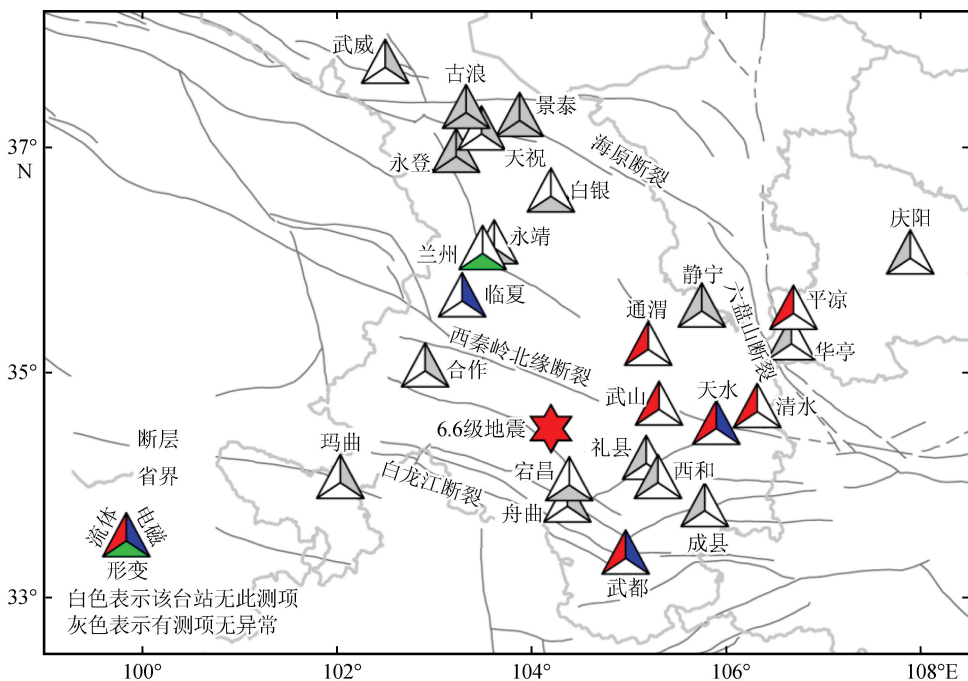 武威
古浪
景泰
37°
N
永登
天祝
海原断裂
白银
庆阳
兰州
永靖
临夏
静宁
六盘山断裂
平凉
通渭
华亭
35°
西秦岭北缘断裂
合作
武山
天水
清水
6.6级地震
断层
玛曲
礼县
省界
宕昌
西和
白龙江断裂
舟曲
成县
流体
电磁
形变
武都
33°
白色表示该台站无此测项
灰色表示有测项无异常
100°
102°
104°
106°
108°E